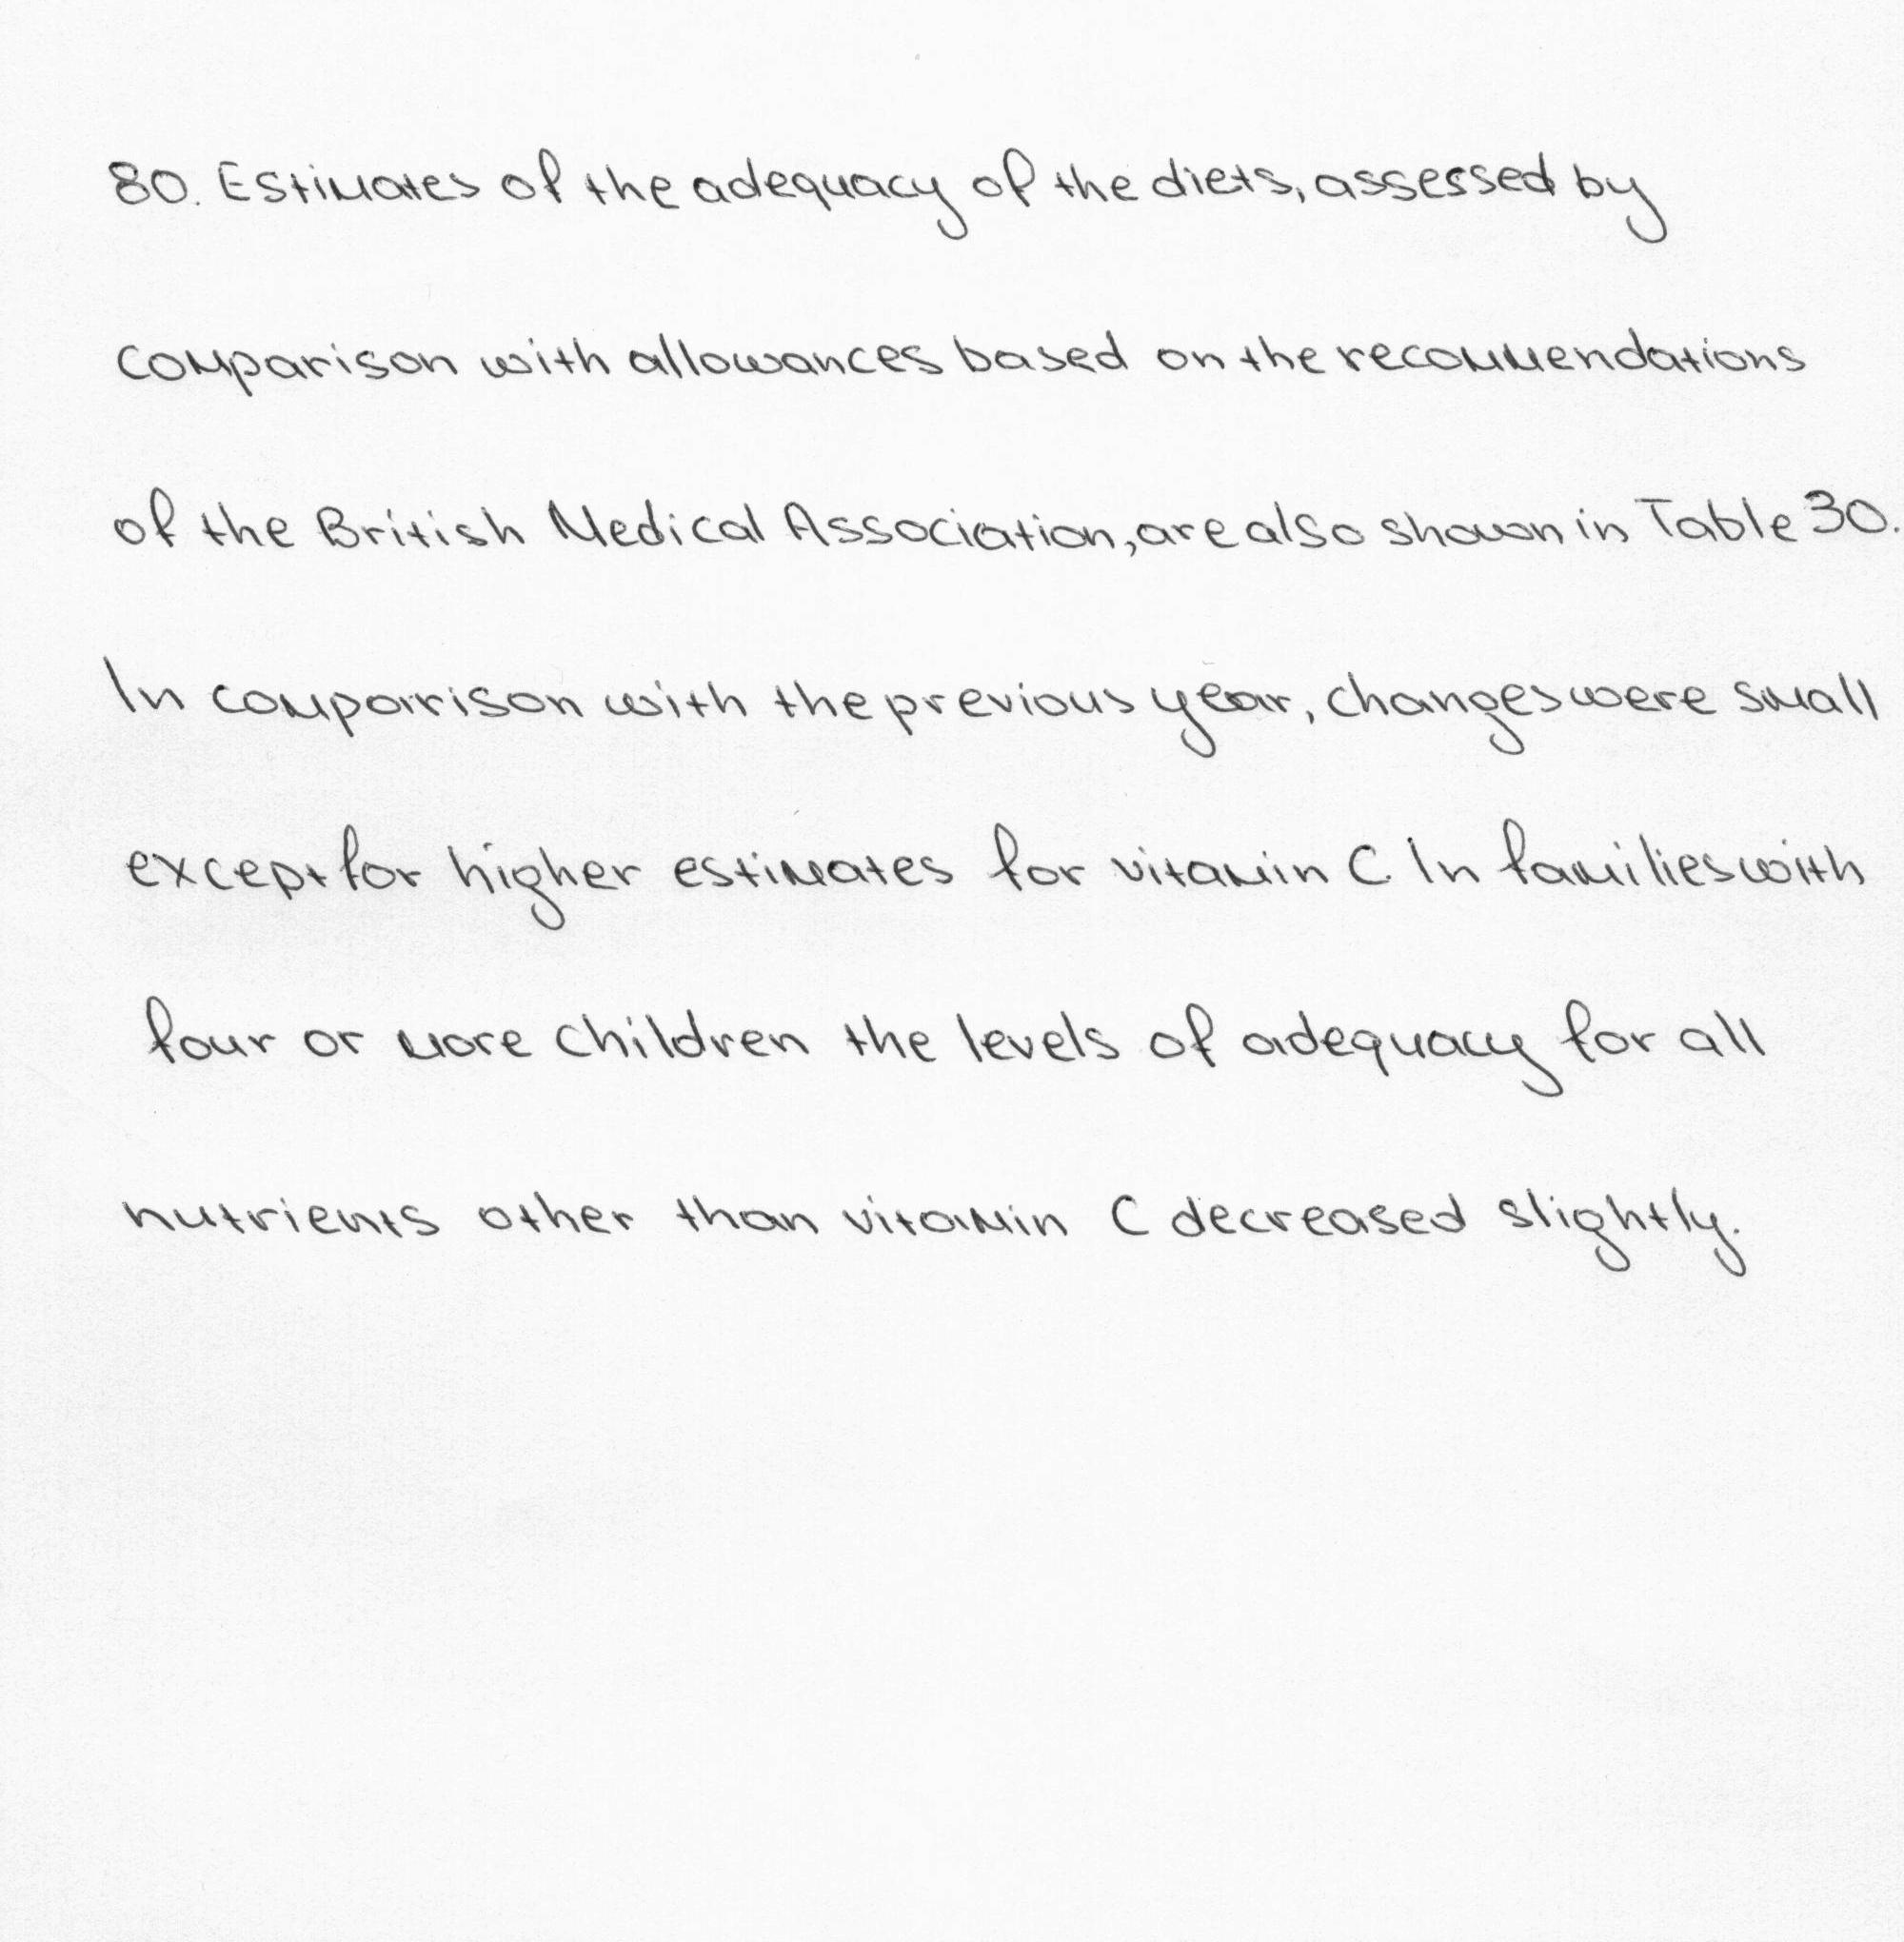 80. Estimates of the adequacy of the diets, assessed by
comparison with allowances based on the recommendations
of the British Medical Association, are also shown in Table 30.
In comparison with the previous year, changes were small
except for higher estimates for vitamin C. In families with
four or more children the levels of adequacy for all
nutrients other than vitamin C decreased slightly.